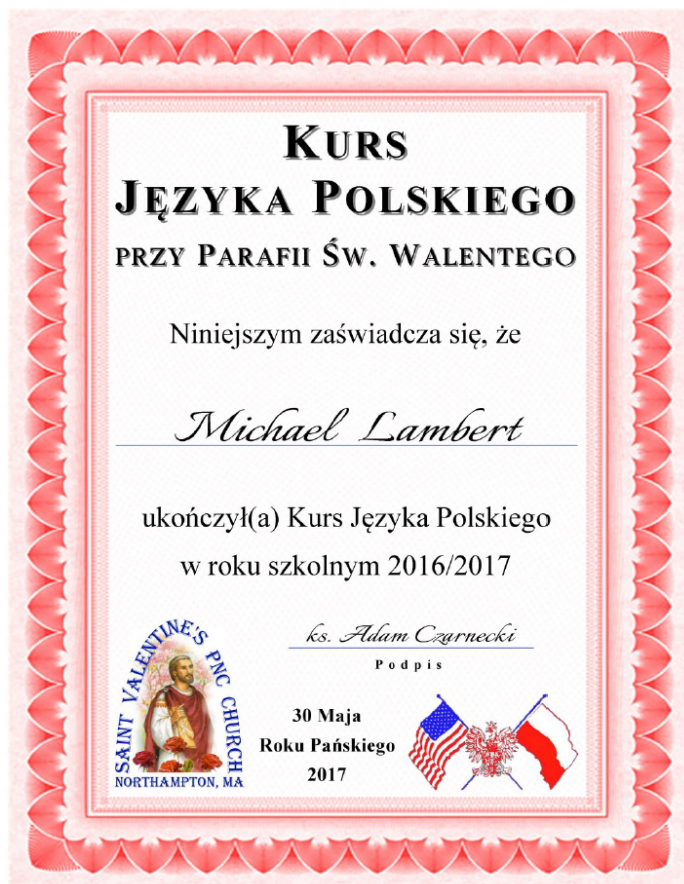 KURS
JĘZYKA POLSKIEGO
PRZY PARAFII ŚW. WALENTEGO
Niniejszym zaświadcza się, że
Michael Lambert
ukończył(a) Kurs Języka Polskiego
w roku szkolnym 2016/2017
ks. Adam Czarnecki
Podpis
SAINT VALENTINE'S PNC CHURCH
NORTHAMPTON, MA
30 Maja
Roku Pańskiego
2017